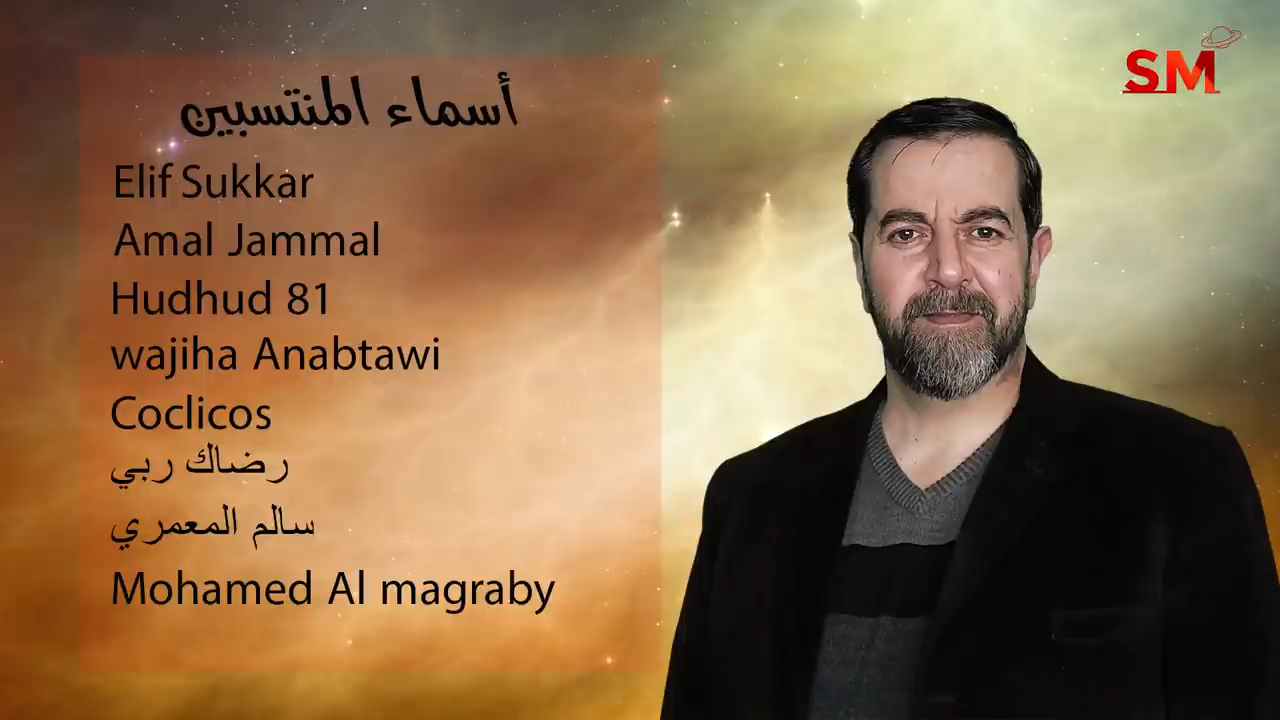 SM
أسماء المنتسبين
Elif Sukkar
Amal Jammal
Hudhud 81
wajiha Anabtawi
Coclicos
رضاك ربي
سالم المعمري
Mohamed Al magraby